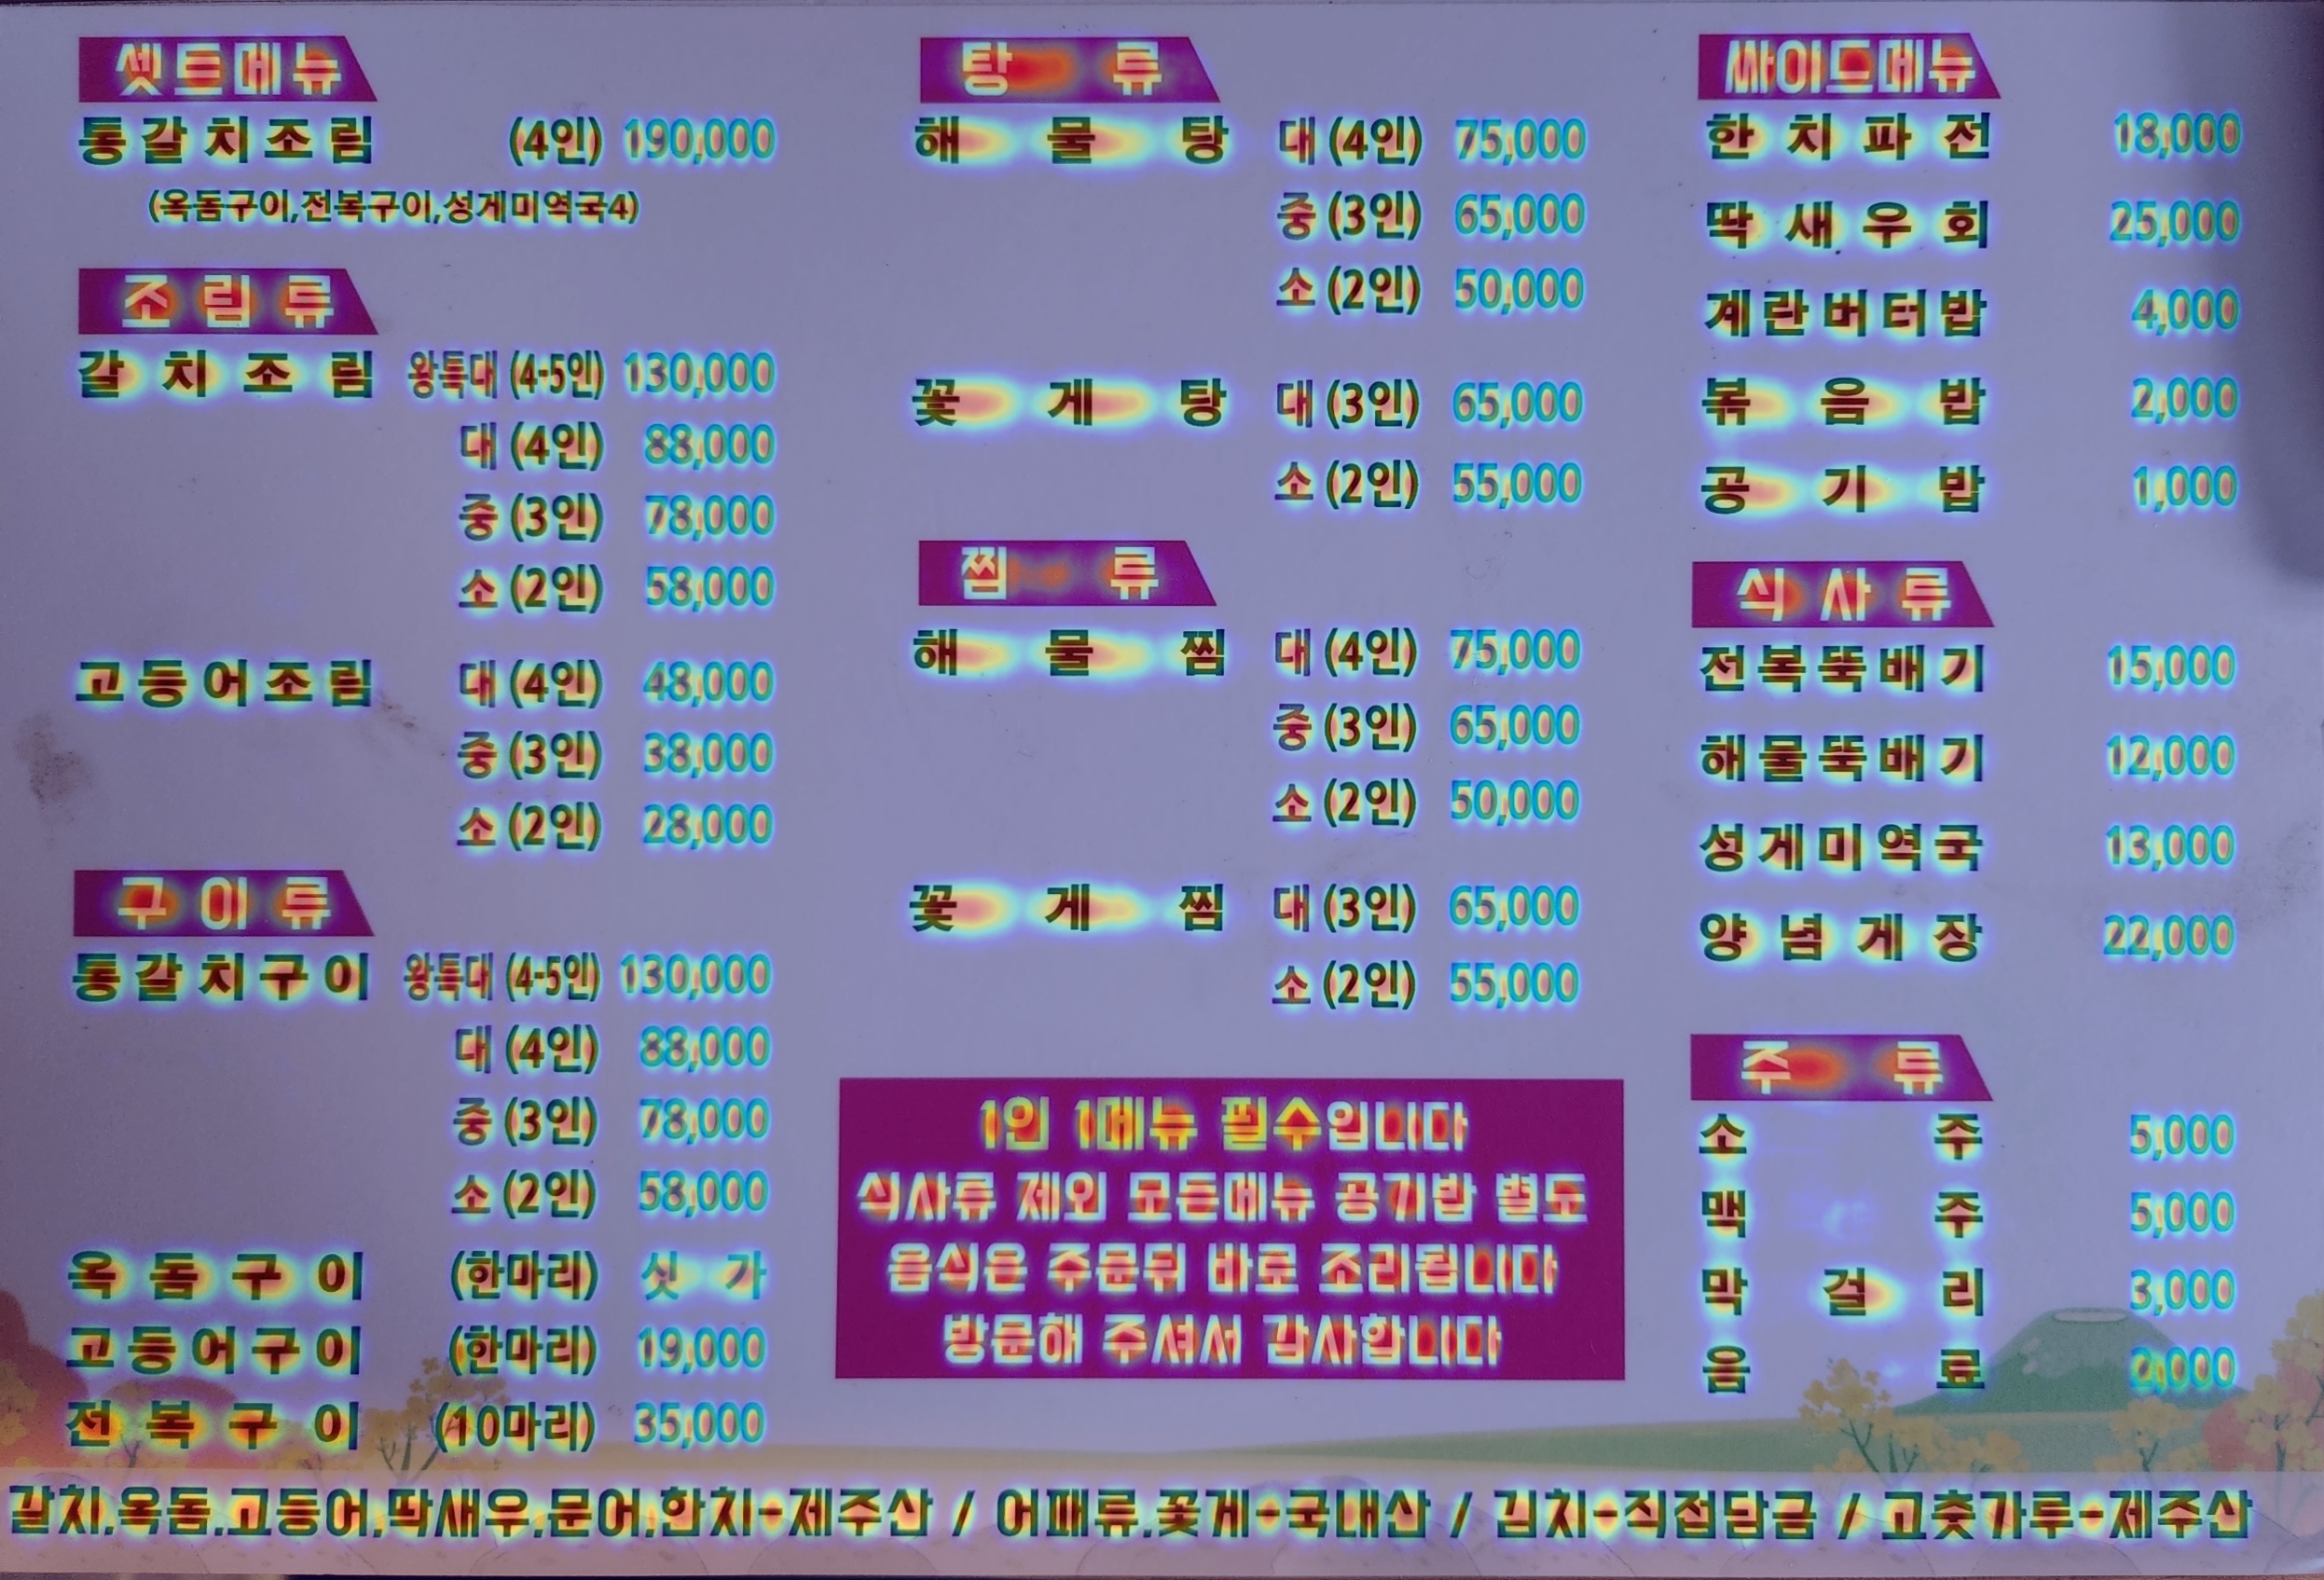 셋트메뉴
통갈치조림 (4인) 190,000
(옥돔구이,전복구이,성게미역국4)
조림류
갈치조림 왕특대 (4-5인) 130,000
대 (4인) 88,000
중 (3인) 78,000
소 (2인) 58,000
고등어조림 대 (4인) 48,000
중 (3인) 38,000
소 (2인) 28,000
구이류
통갈치구이 왕특대 (4-5인) 130,000
대 (4인) 88,000
중 (3인) 78,000
소 (2인) 58,000
옥돔구이 (한마리) 싯가
고등어구이 (한마리) 19,000
전복구이 (10마리) 35,000
탕류
해물탕 대 (4인) 75,000
중 (3인) 65,000
소 (2인) 50,000
꽃게탕 대 (3인) 65,000
소 (2인) 55,000
찜류
해물찜 대 (4인) 75,000
중 (3인) 65,000
소 (2인) 50,000
꽃게찜 대 (3인) 65,000
소 (2인) 55,000
1인 1메뉴 필수입니다
식사류 제외 모든메뉴 공기밥 별도
음식은 주문뒤 바로 조리됩니다
방문해 주셔서 감사합니다
싸이드메뉴
한치파전 18,000
딱새우회 25,000
계란버터밥 4,000
볶음밥 2,000
공기밥 1,000
식사류
전복뚝배기 15,000
해물뚝배기 12,000
성게미역국 13,000
양념게장 22,000
주류
소주 5,000
맥주 5,000
막걸리 3,000
음료 2,000
갈치.옥돔.고등어.딱새우.문어.한치-제주산 / 어패류.꽃게-국내산 / 김치-직접담금 / 고춧가루-제주산